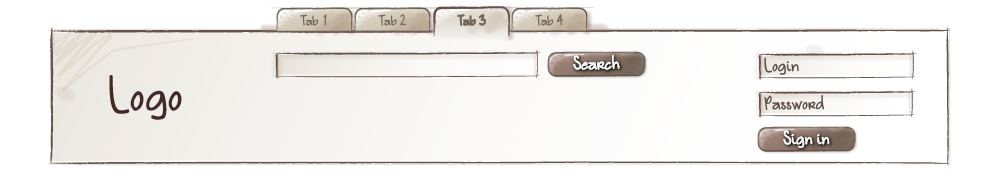 Tab 1
Tab 2
Tab 3
Tab 4
Search
Login
Logo
Password
Sign in